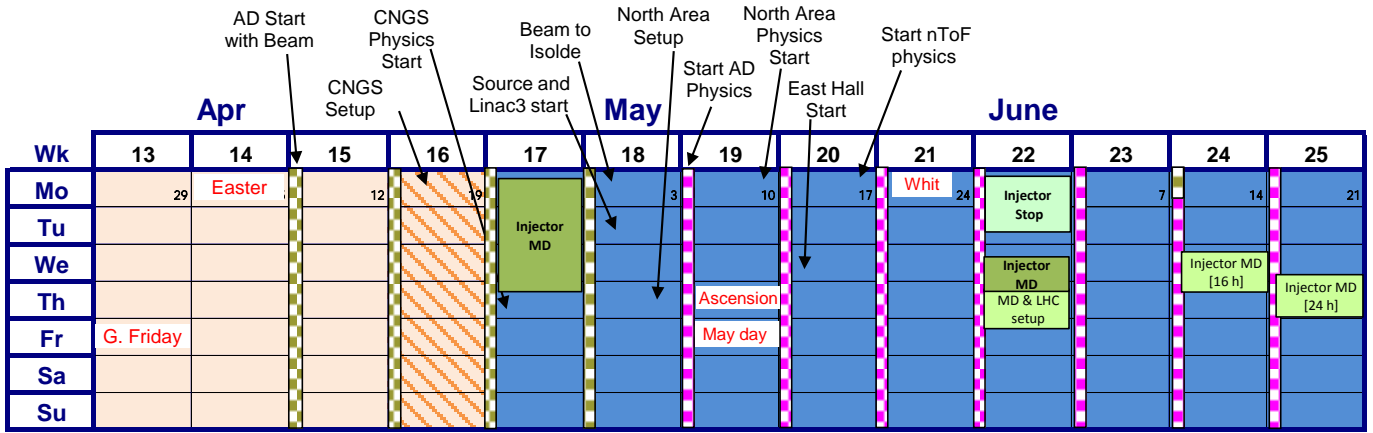 AD Start
with Beam
CNGS
Physics
Start
Beam to
Isolde
North Area
Setup
North Area
Physics
Start
Start nToF
physics
CNGS
Setup
Source and
Linac3 start
Start AD
Physics
East Hall
Start
Apr May June
Wk 13 14 15 16 17 18 19 20 21 22 23 24 25
Mo 29 Easter 12 19 3 10 17 Whit 24 Injector Stop 7 14 21
Tu Injector MD
We Injector MD Injector MD [16 h]
Th Ascension MD & LHC setup Injector MD [24 h]
Fr G. Friday May day
Sa
Su